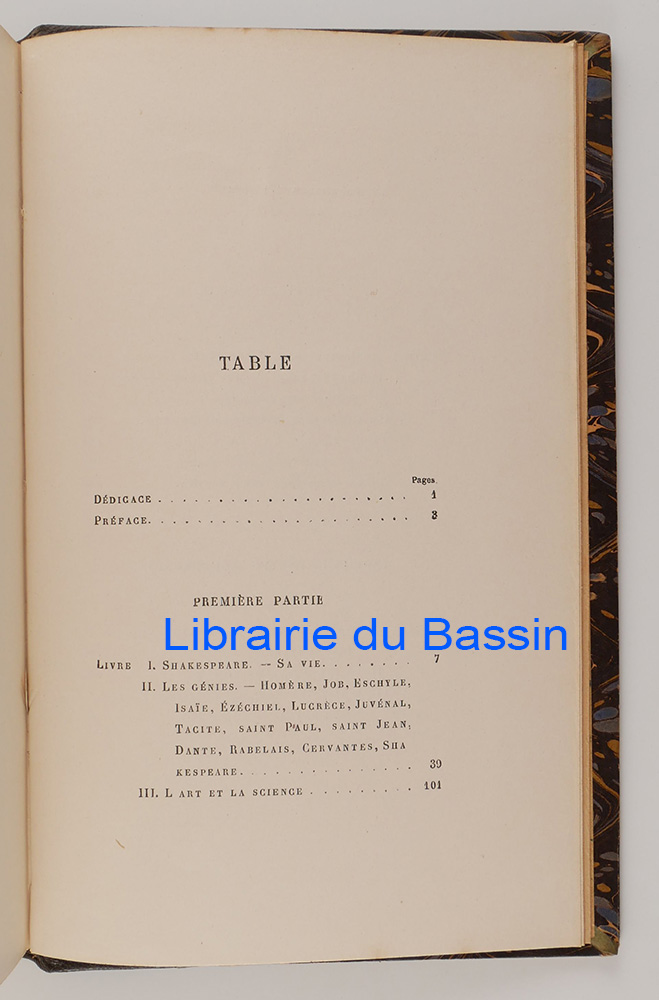 TABLE
Pages.
DÉDICACE . . . . . . . . . . . . . . . . . . . . . . 1
PRÉFACE. . . . . . . . . . . . . . . . . . . . . . 3
PREMIÈRE PARTIE
Librairie du Bassin
LIVRE I. SHAKESPEARE. — SA VIE. . . . . . . . 7
II. LES GÉNIES. — HOMÈRE, JOB, ESCHYLE,
ISAÏE, ÉZÉCHIEL, LUCRÈCE, JUVÉNAL,
TACITE, SAINT PAUL, SAINT JEAN,
DANTE, RABELAIS, CERVANTES, SHA
KESPEARE. . . . . . . . . . . . . . . . 39
III. L ART ET LA SCIENCE . . . . . . . . . 101